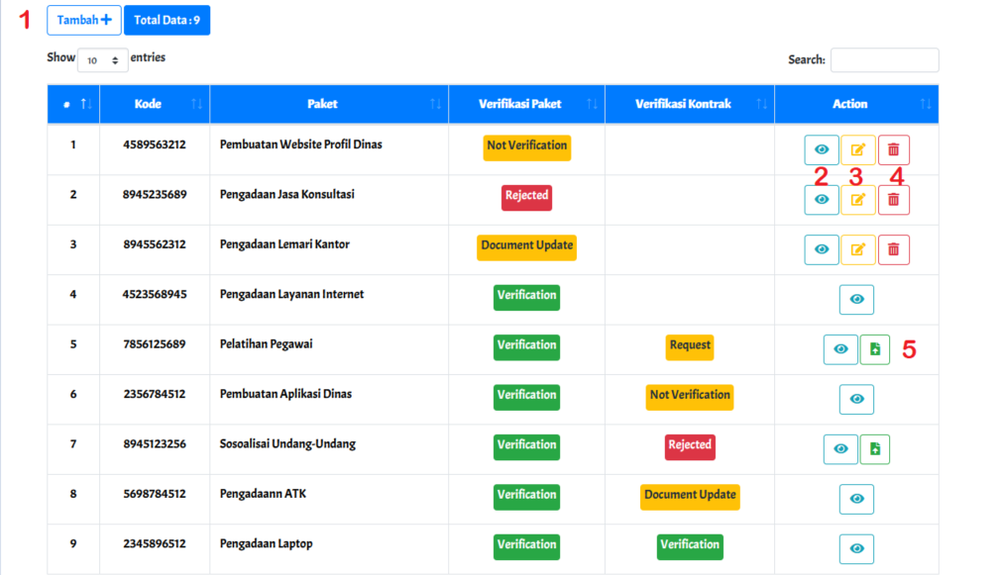 1 Tambah Total Data : 9
Show 10 entries Search:
# Kode Paket Verifikasi Paket Verifikasi Kontrak Action
1 4589563212 Pembuatan Website Profil Dinas Not Verification
2 3 4
2 8945235689 Pengadaan Jasa Konsultasi Rejected
3 8945562312 Pengadaan Lemari Kantor Document Update
4 4523568945 Pengadaan Layanan Internet Verification
5 7856125689 Pelatihan Pegawai Verification Request 5
6 2356784512 Pembuatan Aplikasi Dinas Verification Not Verification
7 8945123256 Sosoalisai Undang-Undang Verification Rejected
8 5698784512 Pengadaann ATK Verification Document Update
9 2345896512 Pengadaan Laptop Verification Verification